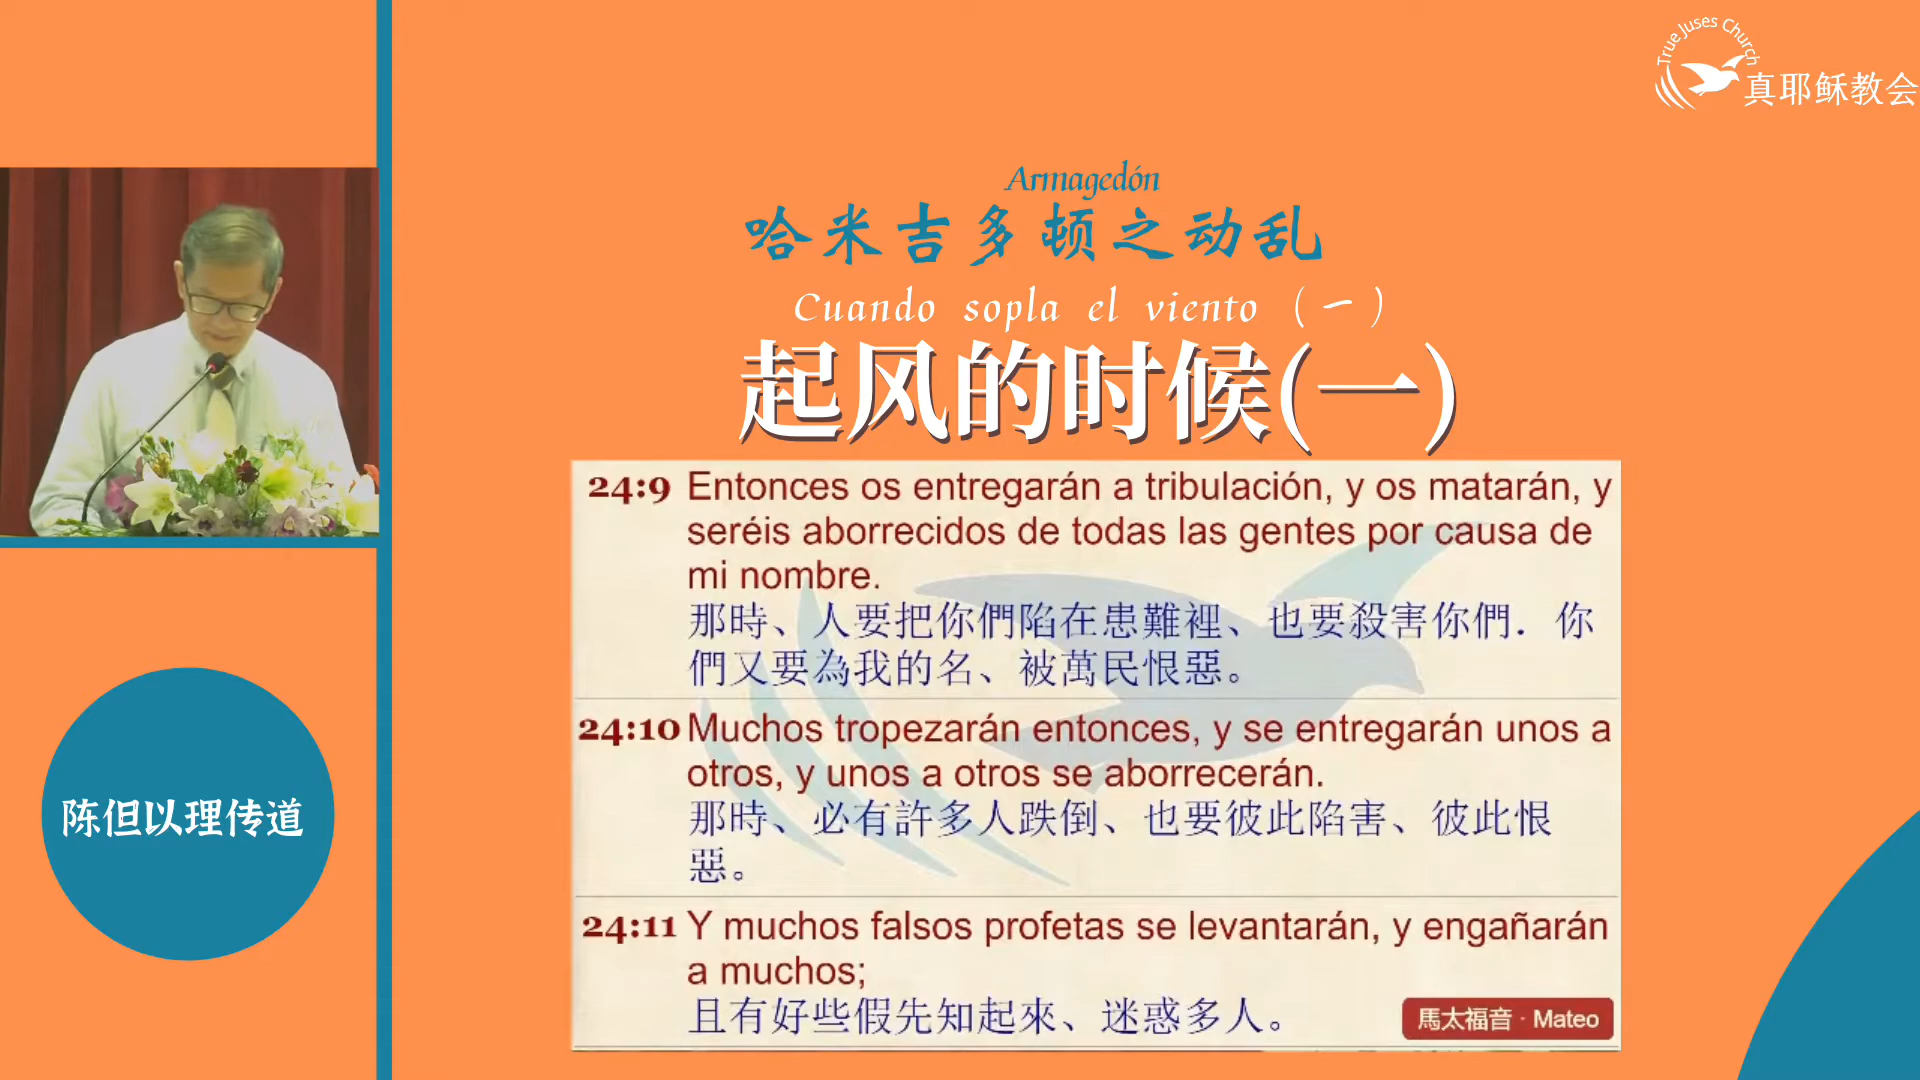 True Juses Church
真耶稣教会
Armagedón
哈米吉多顿之动乱
Cuando sopla el viento (一)
起风的时候(一)
24:9 Entonces os entregarán a tribulación, y os matarán, y
seréis aborrecidos de todas las gentes por causa de
mi nombre.
那時、人要把你們陷在患難裡、也要殺害你們．你
們又要為我的名、被萬民恨惡。
24:10 Muchos tropezarán entonces, y se entregarán unos a
otros, y unos a otros se aborrecerán.
那時、必有許多人跌倒、也要彼此陷害、彼此恨
惡。
24:11 Y muchos falsos profetas se levantarán, y engañarán
a muchos;
且有好些假先知起來、迷惑多人。
馬太福音 · Mateo
陈但以理传道